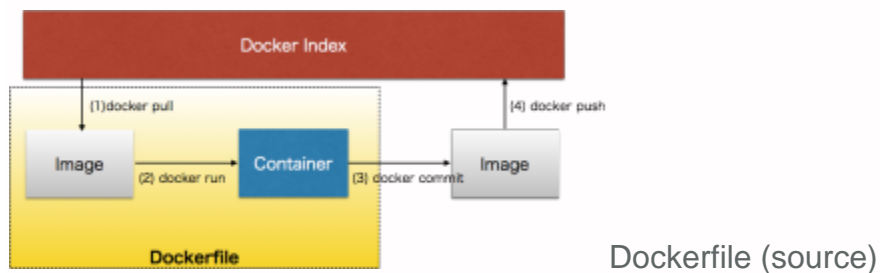 Docker Index
(1)docker pull
(4) docker push
Image
(2) docker run
Container
(3) docker commit
Image
Dockerfile
Dockerfile (source)